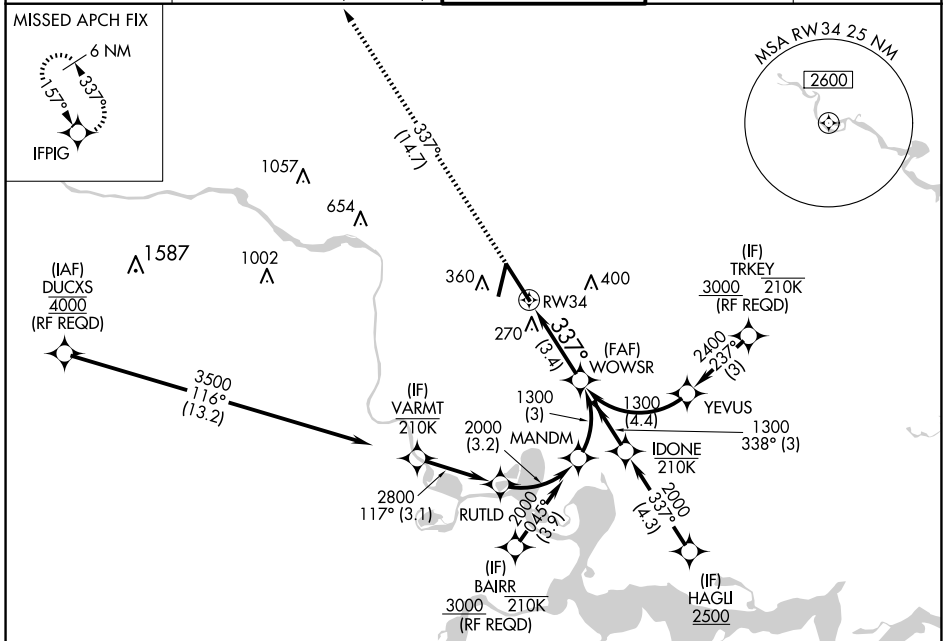 MISSED APCH FIX
6 NM
157°
337°
IFPIG
MSA RW34 25 NM
2600
337°
(14.7)
1057
654
1587
1002
(IAF)
DUCXS
4000
(RF REQD)
360
400
RW34
270
337°
(3.4)
(IF)
TRKEY
3000 210K
(RF REQD)
(FAF)
WOWSR
2400
237°
(3)
3500
116°
(13.2)
(IF)
VARMT
210K
1300
(3)
1300
(4.4)
YEVUS
2000
(3.2)
MANDM
1300
338° (3)
IDONE
210K
2800
117° (3.1)
RUTLD
2000
045°
(3.9)
2000
337°
(4.3)
(IF)
BAIRR
3000 210K
(RF REQD)
(IF)
HAGLI
2500